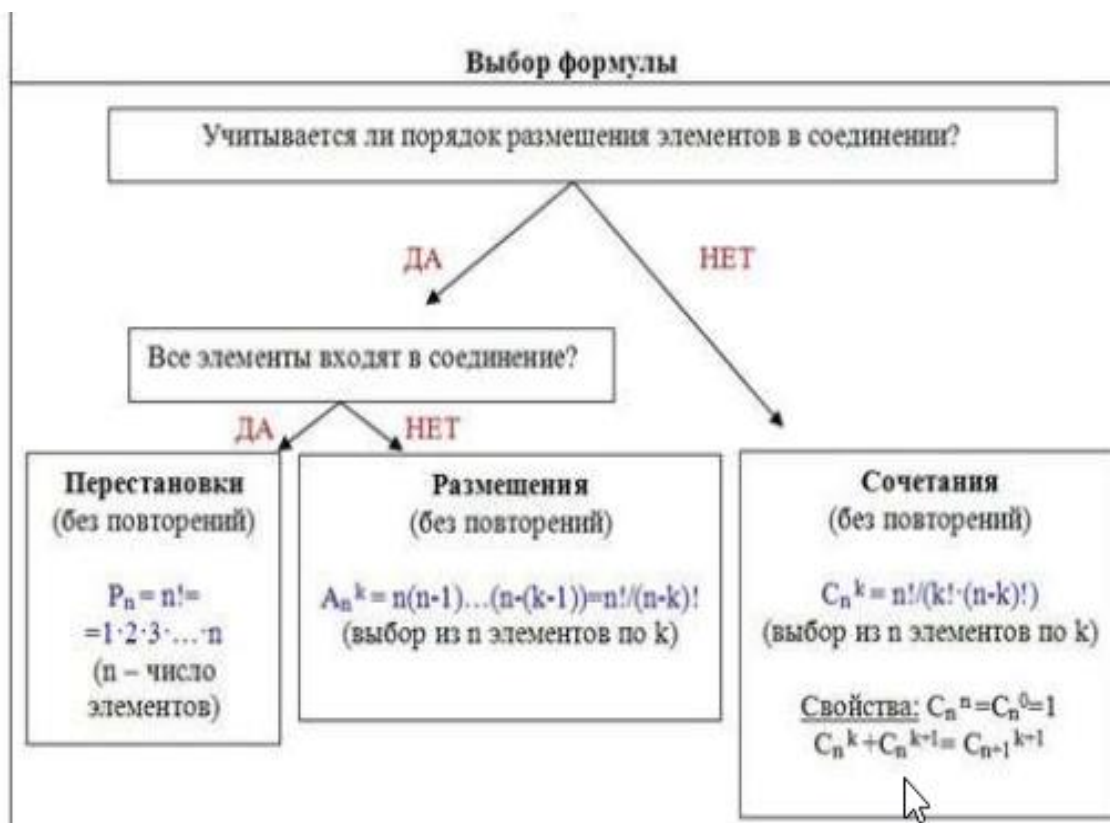 Выбор формулы
Учитывается ли порядок размешения элементов в соединении?
ДА
НЕТ
Все элементы входят в соединение?
ДА
НЕТ
Перестановки
(без повторений)
Pₙ = n!=
=1·2·3·…·n
(n – число
элементов)
Размешения
(без повторений)
Aₙᵏ = n(n-1)…(n-(k-1))=n!/(n-k)!
(выбор из n элементов по k)
Сочетания
(без повторений)
Cₙᵏ = n!/(k!·(n-k)!)
(выбор из n элементов по k)
Свойства: Cₙⁿ=Cₙ⁰=1
Cₙᵏ+Cₙᵏ⁺¹= Cₙ₊₁ᵏ⁺¹